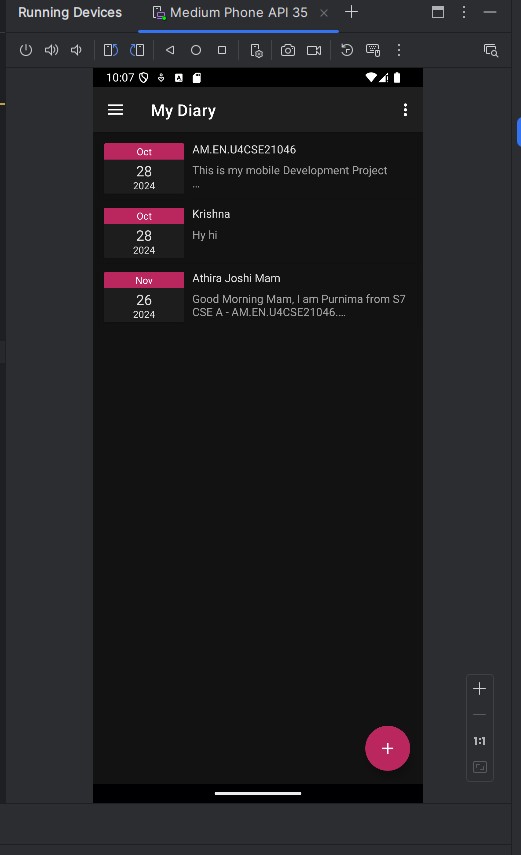 Running Devices
Medium Phone API 35
10:07
My Diary
Oct
28
2024
AM.EN.U4CSE21046
This is my mobile Development Project
...
Oct
28
2024
Krishna
Hy hi
Nov
26
2024
Athira Joshi Mam
Good Morning Mam, I am Purnima from S7
CSE A - AM.EN.U4CSE21046....
1:1